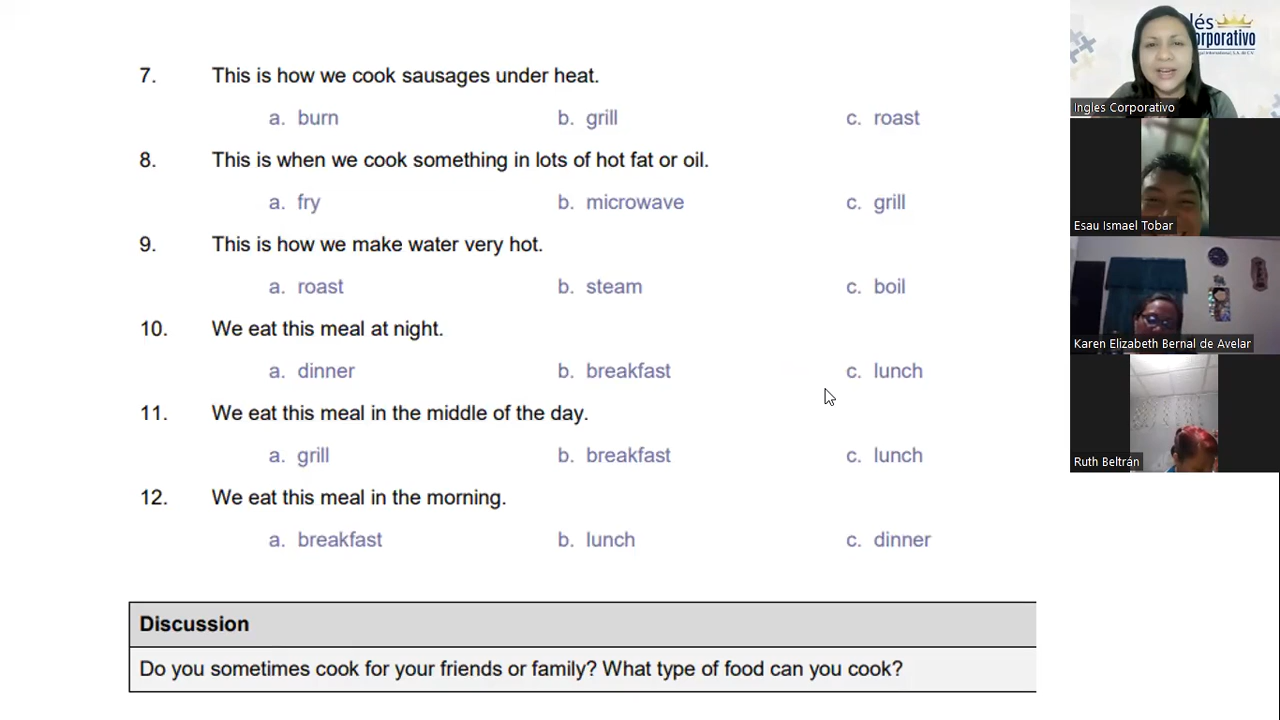 7. This is how we cook sausages under heat.
a. burn b. grill c. roast
8. This is when we cook something in lots of hot fat or oil.
a. fry b. microwave c. grill
9. This is how we make water very hot.
a. roast b. steam c. boil
10. We eat this meal at night.
a. dinner b. breakfast c. lunch
11. We eat this meal in the middle of the day.
a. grill b. breakfast c. lunch
12. We eat this meal in the morning.
a. breakfast b. lunch c. dinner
Discussion
Do you sometimes cook for your friends or family? What type of food can you cook?
lés
orporativo
Ingles Corporativo
Esau Ismael Tobar
Karen Elizabeth Bernal de Avelar
Ruth Beltrán